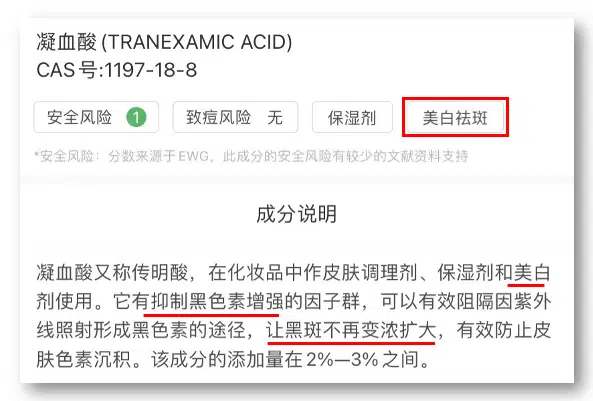 凝血酸(TRANEXAMIC ACID)
CAS号:1197-18-8
安全风险 1 致痘风险 无 保湿剂 美白祛斑
*安全风险：分数来源于EWG，此成分的安全风险有较少的文献资料支持
成分说明
凝血酸又称传明酸，在化妆品中作皮肤调理剂、保湿剂和美白
剂使用。它有抑制黑色素增强的因子群，可以有效阻隔因紫外
线照射形成黑色素的途径，让黑斑不再变浓扩大，有效防止皮
肤色素沉积。该成分的添加量在2%—3%之间。